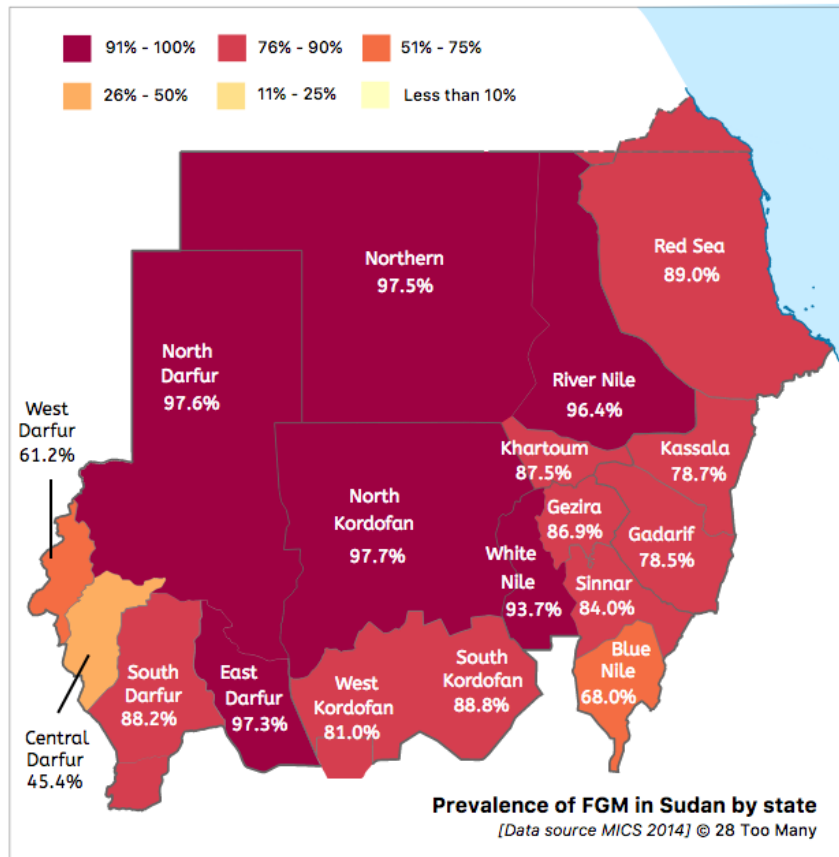 91% - 100%
76% - 90%
51% - 75%
26% - 50%
11% - 25%
Less than 10%
Northern
97.5%
Red Sea
89.0%
North
Darfur
97.6%
River Nile
96.4%
West
Darfur
61.2%
Khartoum
87.5%
Kassala
78.7%
North
Kordofan
97.7%
Gezira
86.9%
Gadarif
78.5%
White
Nile
93.7%
Sinnar
84.0%
Blue
Nile
68.0%
South
Darfur
88.2%
East
Darfur
97.3%
West
Kordofan
81.0%
South
Kordofan
88.8%
Central
Darfur
45.4%
Prevalence of FGM in Sudan by state
[Data source MICS 2014] © 28 Too Many